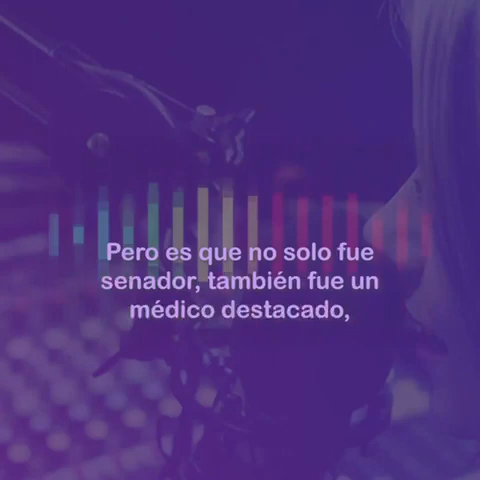 Pero es que no solo fue
senador, también fue un
médico destacado,